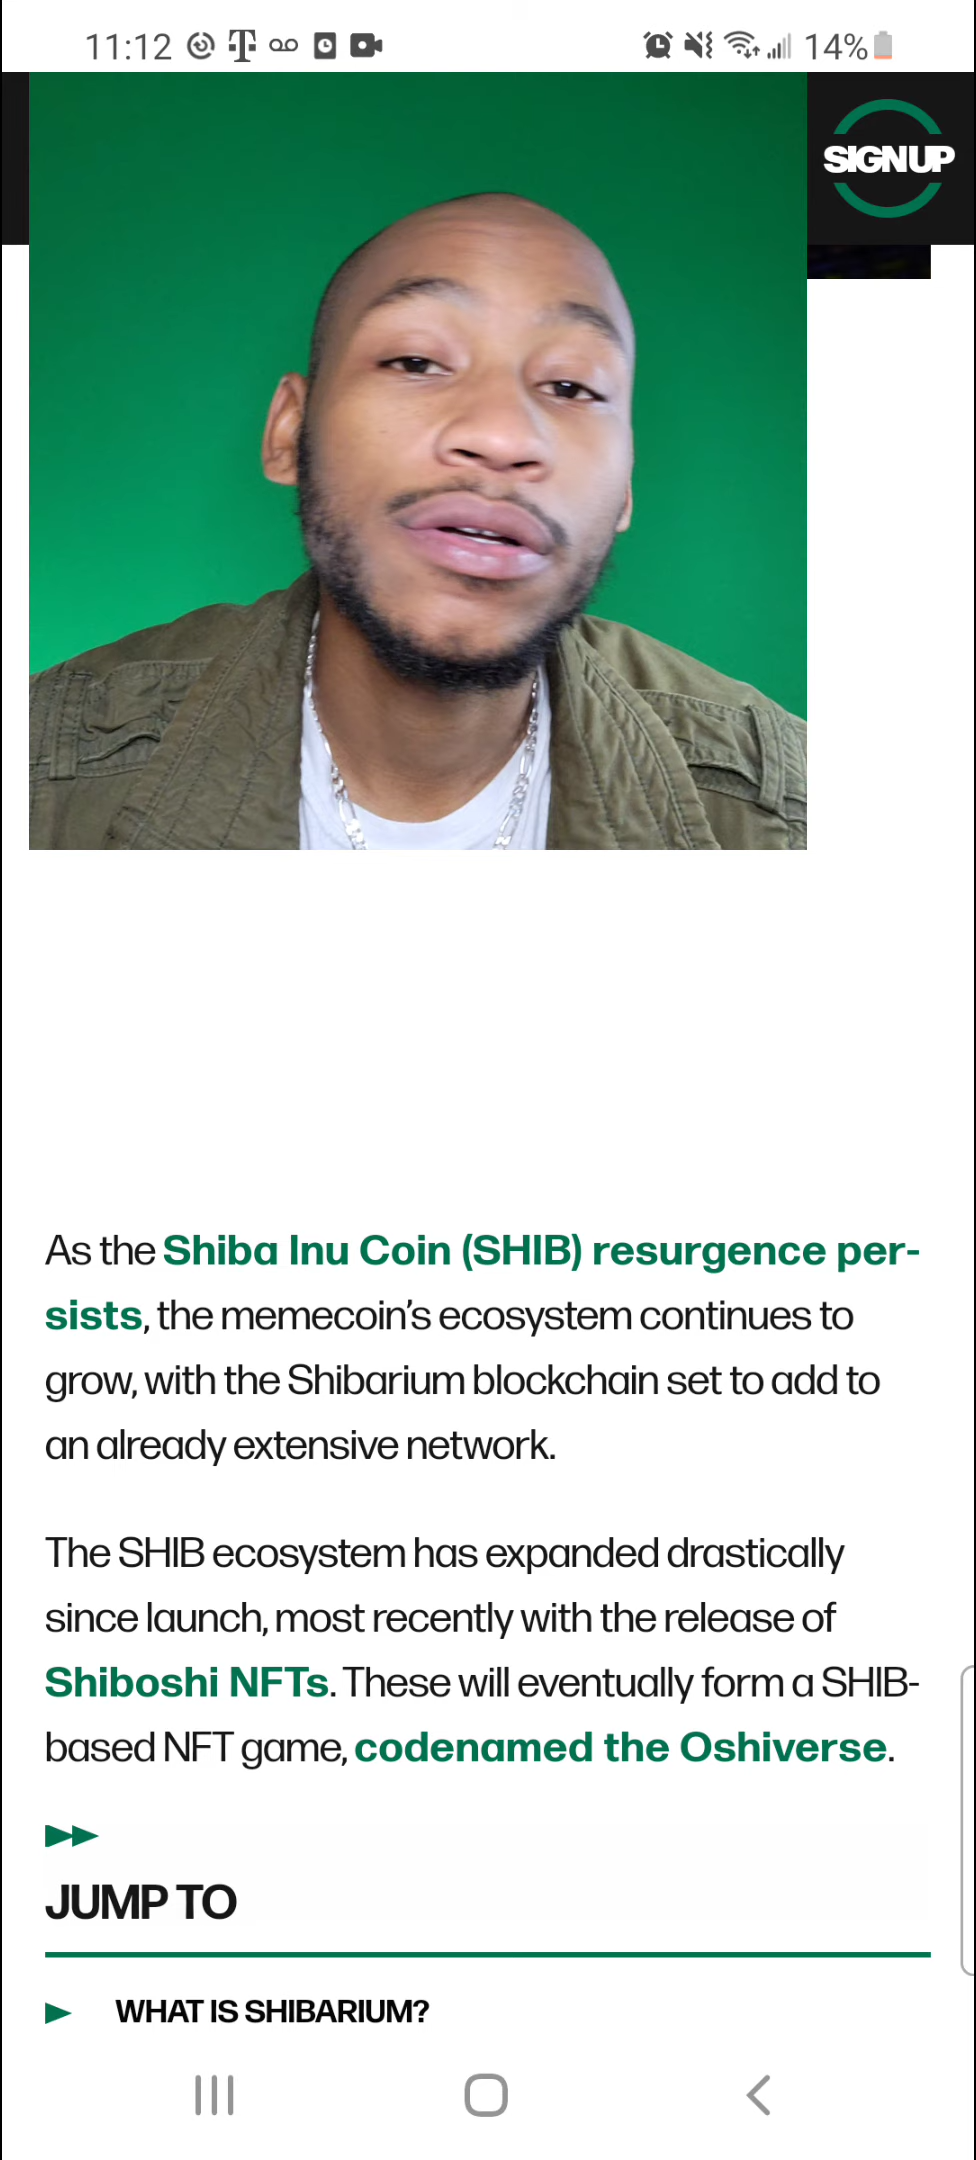 11:12
14%
SIGNUP
As the Shiba Inu Coin (SHIB) resurgence per-
sists, the memecoin's ecosystem continues to
grow, with the Shibarium blockchain set to add to
an already extensive network.
The SHIB ecosystem has expanded drastically
since launch, most recently with the release of
Shiboshi NFTs. These will eventually form a SHIB-
based NFT game, codenamed the Oshiverse.
JUMP TO
WHAT IS SHIBARIUM?